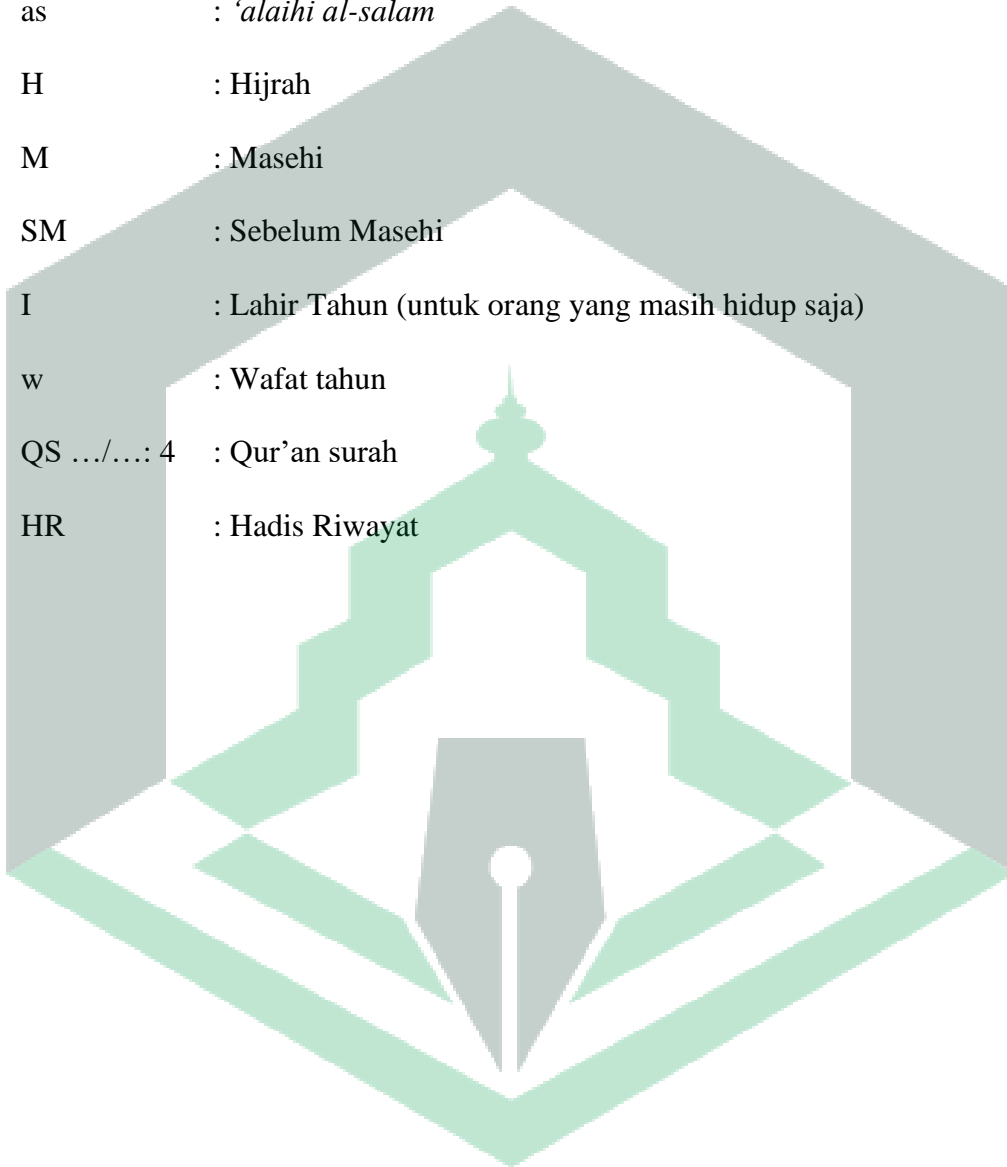 as : ‘alaihi al-salam
H : Hijrah
M : Masehi
SM : Sebelum Masehi
I : Lahir Tahun (untuk orang yang masih hidup saja)
w : Wafat tahun
QS …/…: 4 : Qur’an surah
HR : Hadis Riwayat